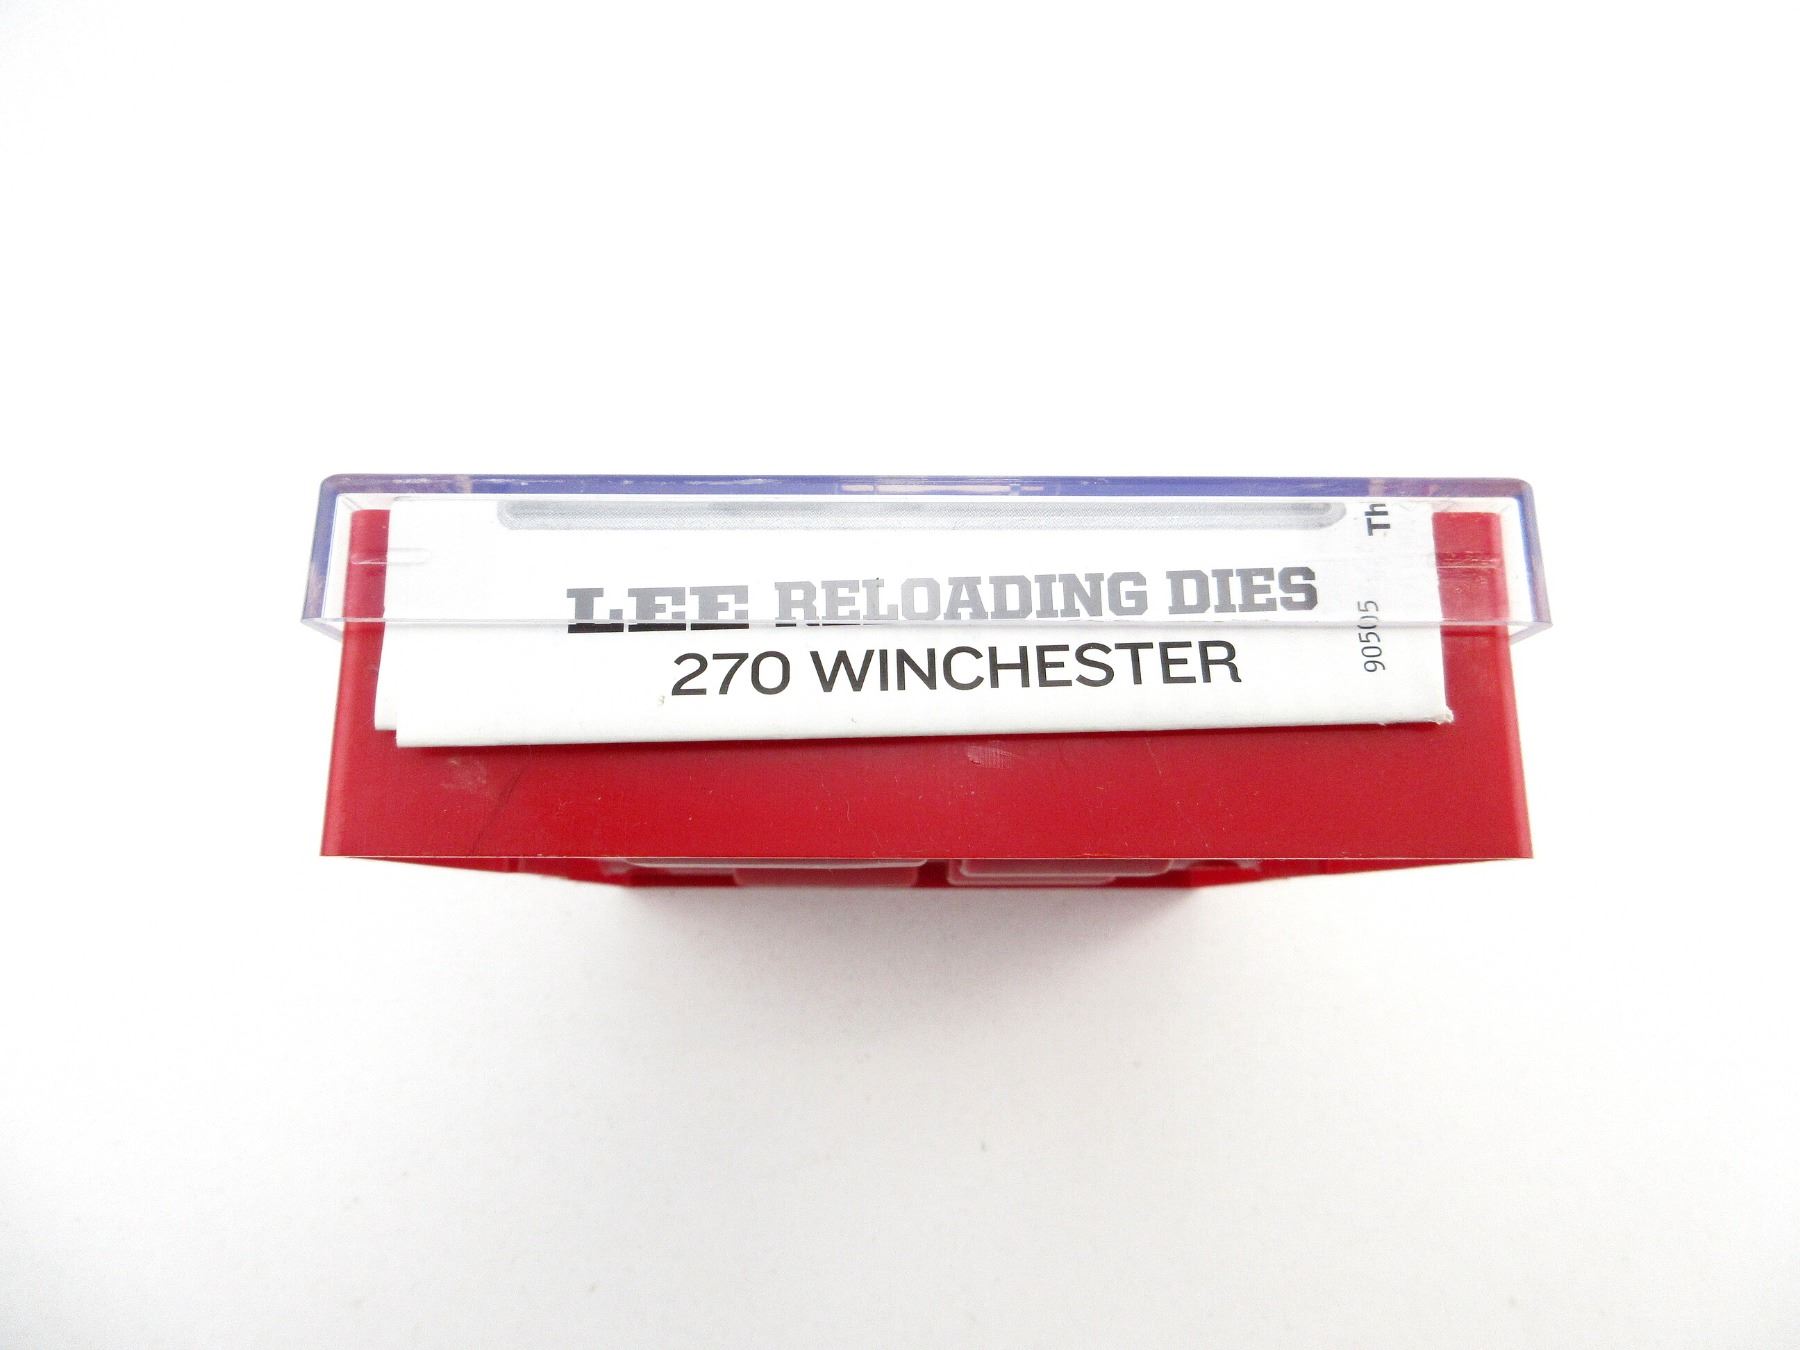 LEE RELOADING DIES
270 WINCHESTER
90505
Th